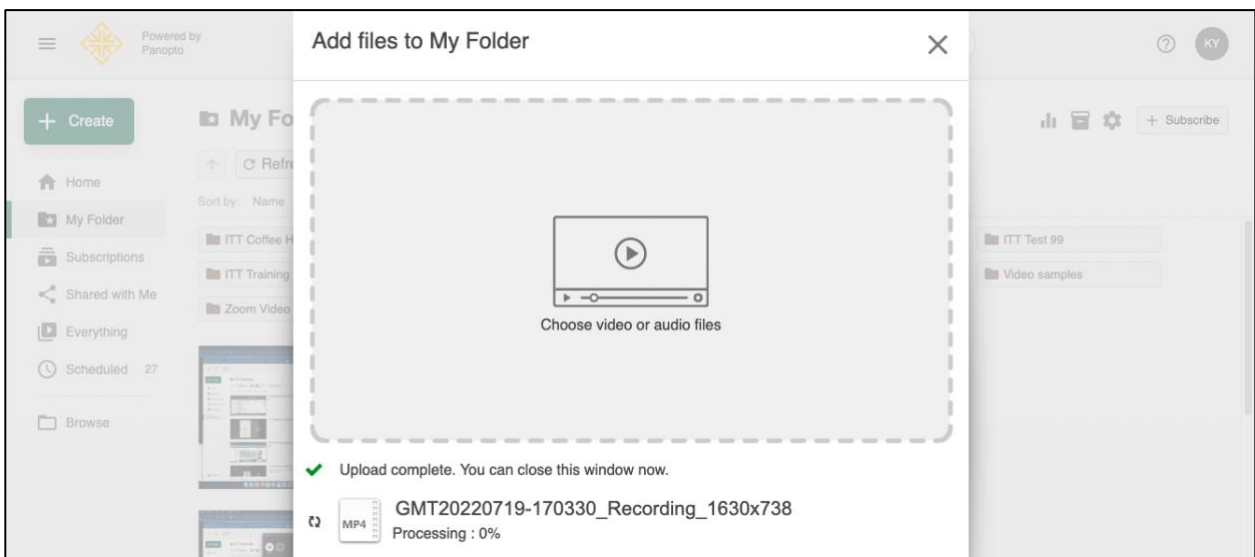 Powered by
Panopto
Add files to My Folder
KY
+ Create
My Fo
+ Subscribe
Refre
Home
Sort by: Name
My Folder
ITT Coffee H
ITT Test 99
Subscriptions
ITT Training
Video samples
Shared with Me
Zoom Video
Everything
Choose video or audio files
Scheduled 27
Browse
Upload complete. You can close this window now.
MP4
GMT20220719-170330_Recording_1630x738
Processing : 0%